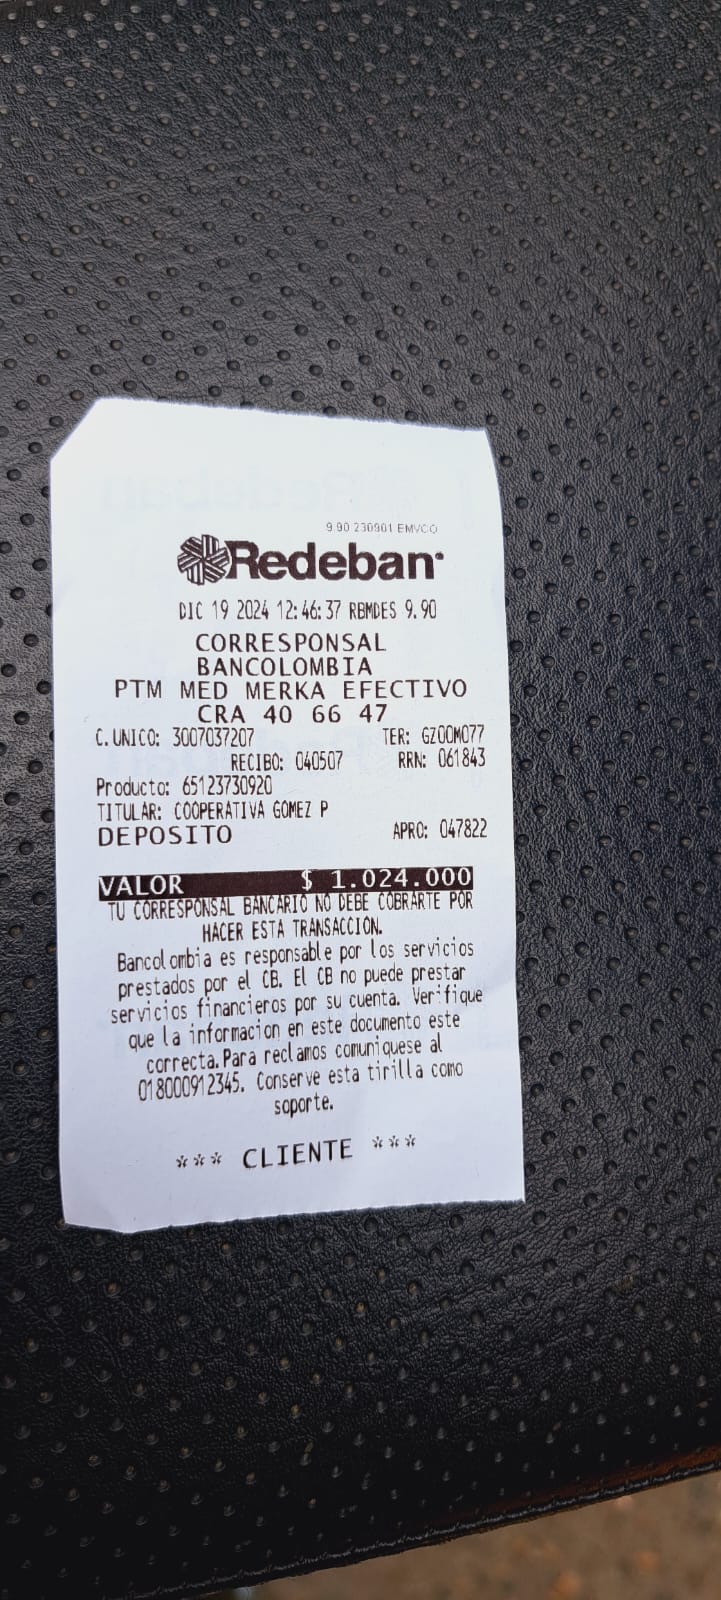 9.90 230901 EMVCO
Redeban
DIC 19 2024 12:46:37 RBMDES 9.90
CORRESPONSAL
BANCOLOMBIA
PTM MED MERKA EFECTIVO
CRA 40 66 47
C.UNICO: 3007037207 TER: GZOOM077
RECIBO: 040507 RRN: 061843
Producto: 65123730920
TITULAR: COOPERATIVA GOMEZ P
DEPOSITO APRO: 047822
VALOR $ 1.024.000
TU CORRESPONSAL BANCARIO NO DEBE COBRARTE POR
HACER ESTA TRANSACCION.
Bancolombia es responsable por los servicios
prestados por el CB. El CB no puede prestar
servicios financieros por su cuenta. Verifique
que la informacion en este documento este
correcta.Para reclamos comuniquese al
018000912345. Conserve esta tirilla como
soporte.
*** CLIENTE ***